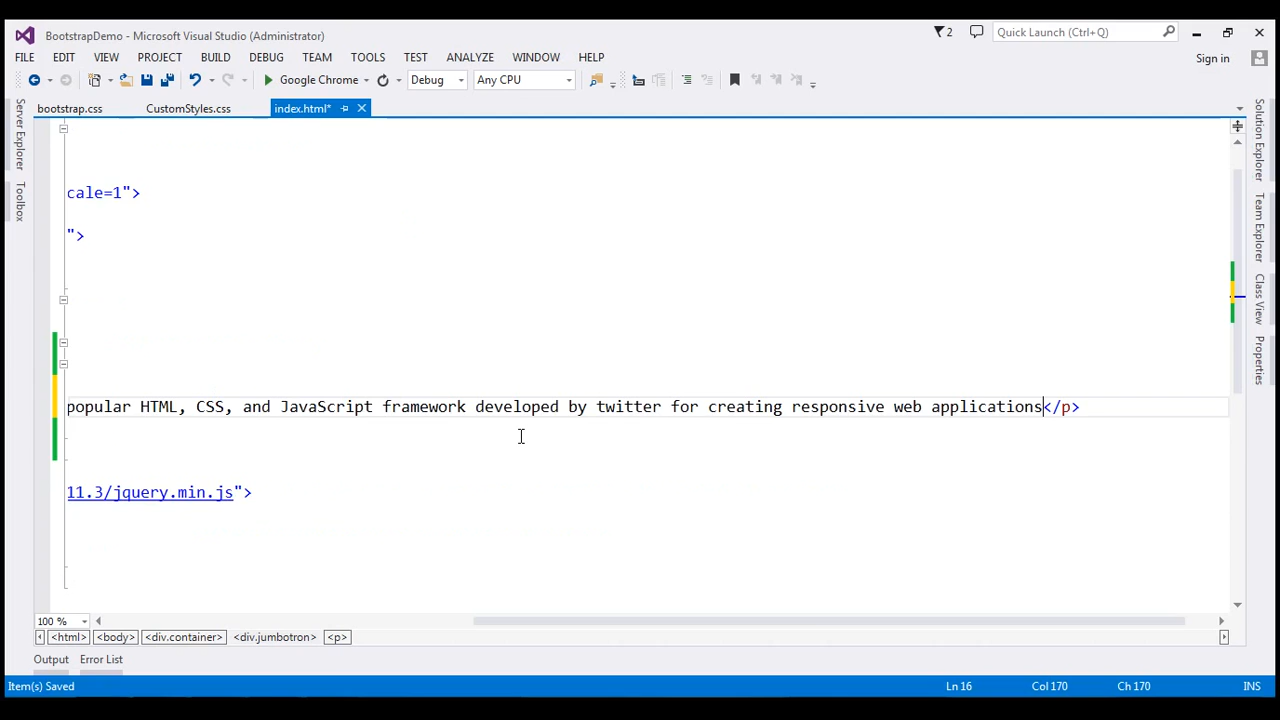 BootstrapDemo - Microsoft Visual Studio (Administrator)
2
Quick Launch (Ctrl+Q)
FILE EDIT VIEW PROJECT BUILD DEBUG TEAM TOOLS TEST ANALYZE WINDOW HELP
Sign in
Google Chrome Debug Any CPU
bootstrap.css CustomStyles.css index.html*
Server Explorer
Toolbox
Solution Explorer
Team Explorer
Class View
Properties
cale=1">
">
popular HTML, CSS, and JavaScript framework developed by twitter for creating responsive web applications</p>
11.3/jquery.min.js">
100 %
<html> <body> <div.container> <div.jumbotron> <p>
Output Error List
Item(s) Saved Ln 16 Col 170 Ch 170 INS